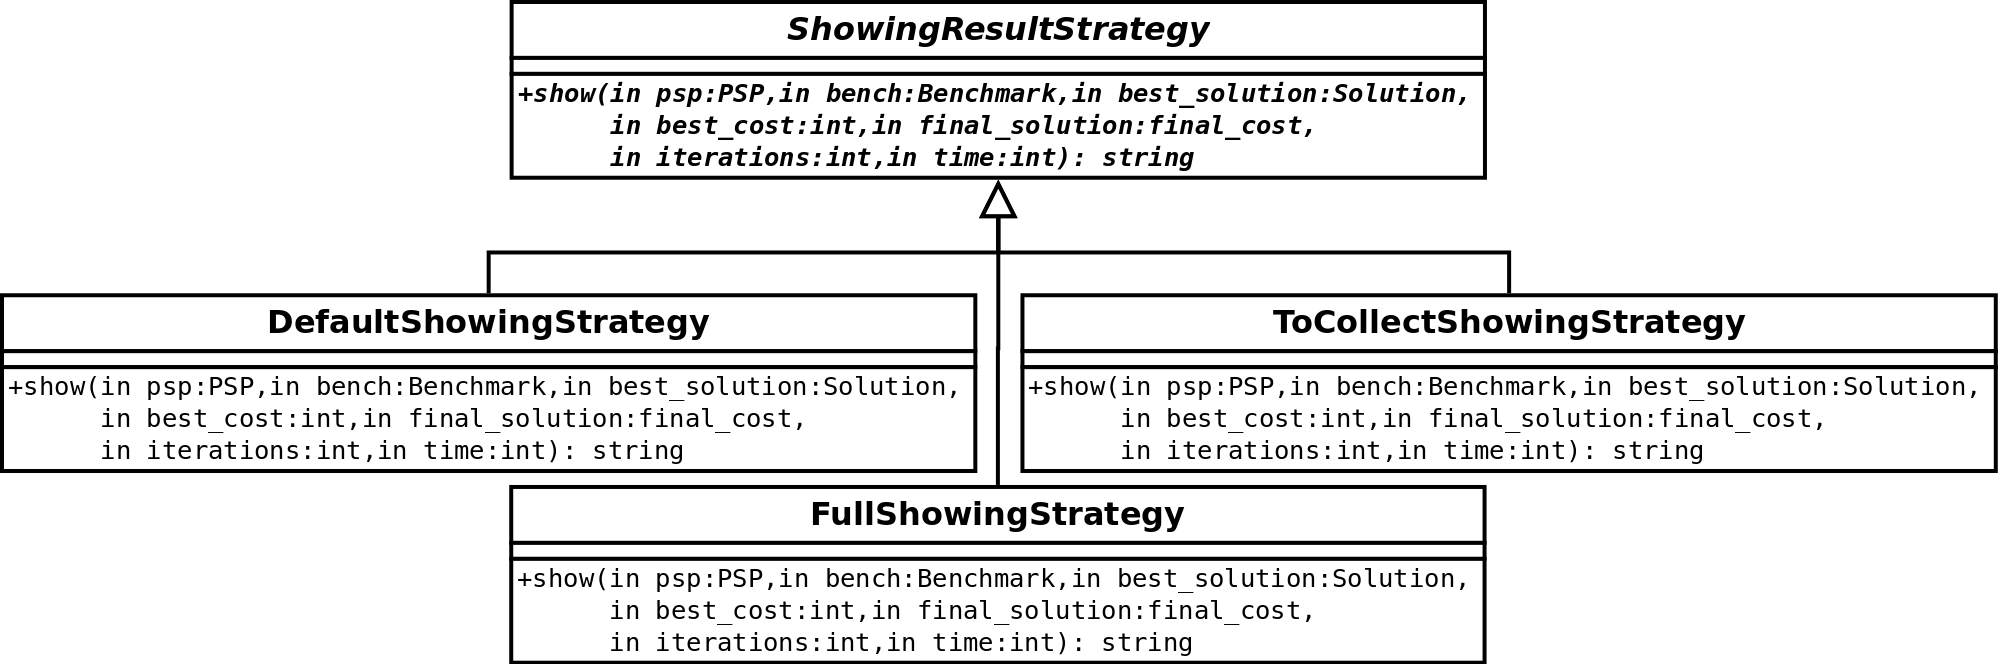 ShowingResultStrategy
+show(in psp:PSP,in bench:Benchmark,in best_solution:Solution,
in best_cost:int,in final_solution:final_cost,
in iterations:int,in time:int): string
DefaultShowingStrategy
+show(in psp:PSP,in bench:Benchmark,in best_solution:Solution,
in best_cost:int,in final_solution:final_cost,
in iterations:int,in time:int): string
ToCollectShowingStrategy
+show(in psp:PSP,in bench:Benchmark,in best_solution:Solution,
in best_cost:int,in final_solution:final_cost,
in iterations:int,in time:int): string
FullShowingStrategy
+show(in psp:PSP,in bench:Benchmark,in best_solution:Solution,
in best_cost:int,in final_solution:final_cost,
in iterations:int,in time:int): string